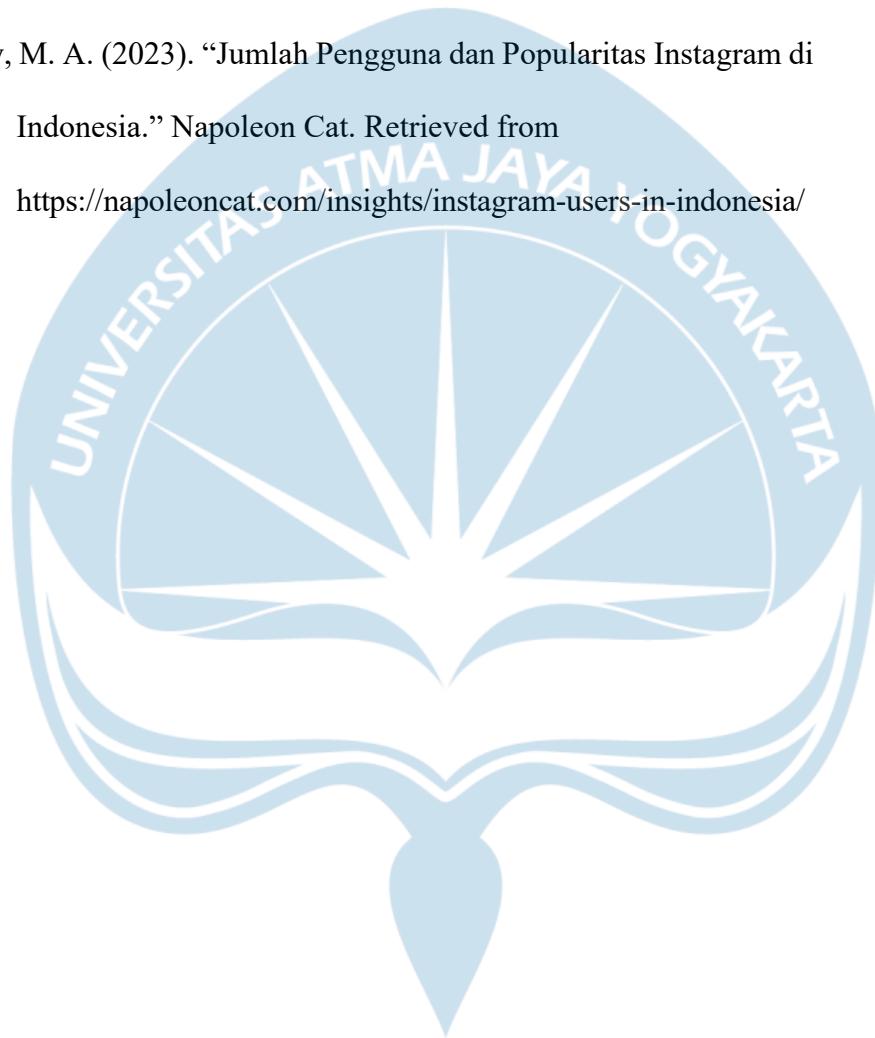 , M. A. (2023). “Jumlah Pengguna dan Popularitas Instagram di
Indonesia.” Napoleon Cat. Retrieved from
https://napoleoncat.com/insights/instagram-users-in-indonesia/
UNIVERSITAS ATMA JAYA YOGYAKARTA